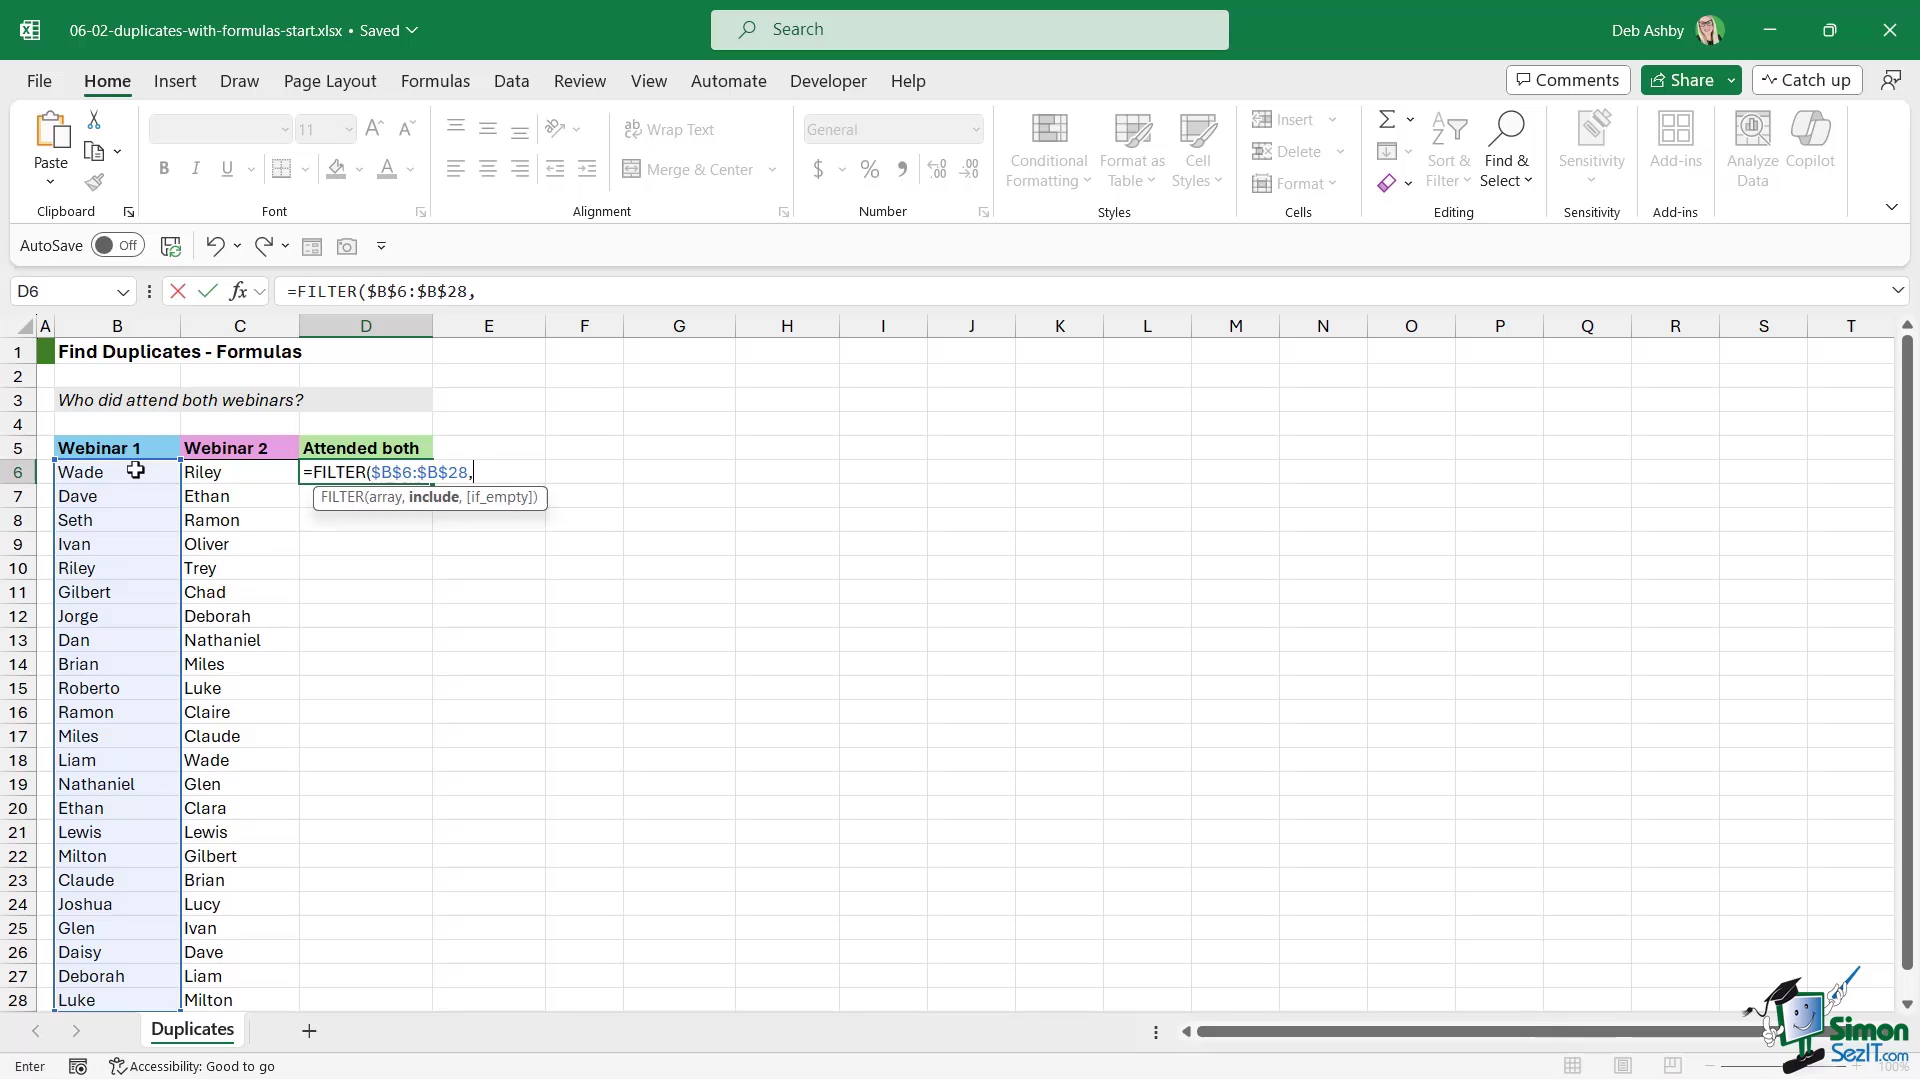 06-02-duplicates-with-formulas-start.xlsx • Saved
Search
Deb Ashby
File Home Insert Draw Page Layout Formulas Data Review View Automate Developer Help
Comments Share Catch up
Paste
11
Wrap Text
Merge & Center
General
Conditional Formatting
Format as Table
Cell Styles
Insert
Delete
Format
Sort & Filter
Find & Select
Sensitivity
Add-ins
Analyze Data
Copilot
Clipboard Font Alignment Number Styles Cells Editing Sensitivity Add-ins
AutoSave Off
D6 fx =FILTER($B$6:$B$28,
A B C D E F G H I J K L M N O P Q R S T
1 Find Duplicates - Formulas
2
3 Who did attend both webinars?
4
5 Webinar 1 Webinar 2 Attended both
6 Wade Riley =FILTER($B$6:$B$28,
7 Dave Ethan FILTER(array, include, [if_empty])
8 Seth Ramon
9 Ivan Oliver
10 Riley Trey
11 Gilbert Chad
12 Jorge Deborah
13 Dan Nathaniel
14 Brian Miles
15 Roberto Luke
16 Ramon Claire
17 Miles Claude
18 Liam Wade
19 Nathaniel Glen
20 Ethan Clara
21 Lewis Lewis
22 Milton Gilbert
23 Claude Brian
24 Joshua Lucy
25 Glen Ivan
26 Daisy Dave
27 Deborah Liam
28 Luke Milton
Duplicates
Enter Accessibility: Good to go
100%
Simon
SezIT.com